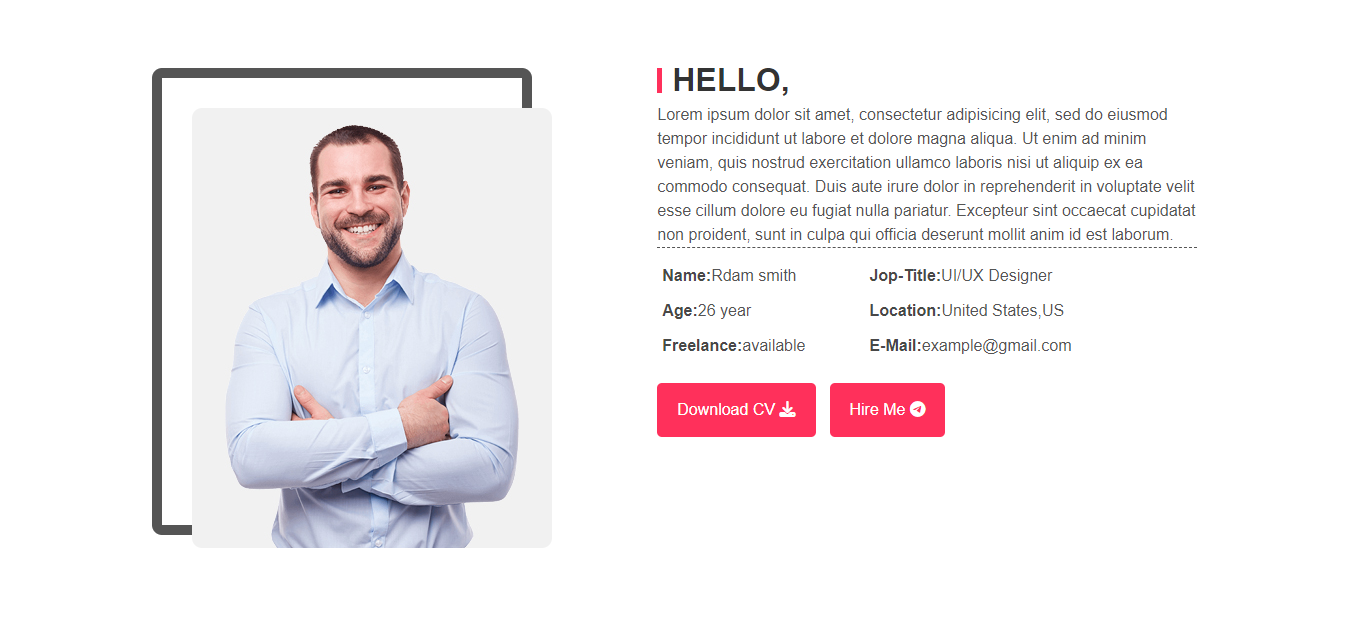 HELLO,
Lorem ipsum dolor sit amet, consectetur adipisicing elit, sed do eiusmod
tempor incididunt ut labore et dolore magna aliqua. Ut enim ad minim
veniam, quis nostrud exercitation ullamco laboris nisi ut aliquip ex ea
commodo consequat. Duis aute irure dolor in reprehenderit in voluptate velit
esse cillum dolore eu fugiat nulla pariatur. Excepteur sint occaecat cupidatat
non proident, sunt in culpa qui officia deserunt mollit anim id est laborum.
Name:Rdam smith Jop-Title:UI/UX Designer
Age:26 year Location:United States,US
Freelance:available E-Mail:example@gmail.com
Download CV Hire Me